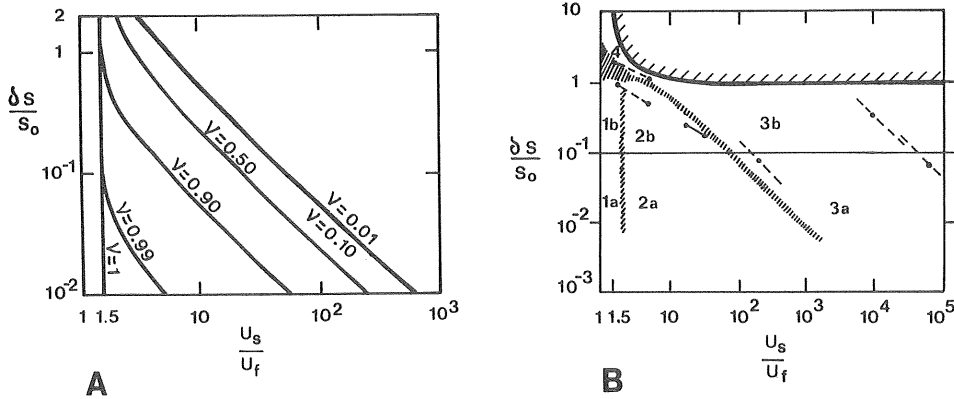 2
1
δs
S₀
10⁻¹
10⁻²
V=1
V=0.99
V=0.90
V=0.50
V=0.10
V=0.01
1 1.5 10 10² 10³
Us
Uf
A
10
1
δs
S₀
10⁻¹
10⁻²
10⁻³
4
1b 2b 3b
1a 2a 3a
1 1.5 10 10² 10³ 10⁴ 10⁵
Us
Uf
B